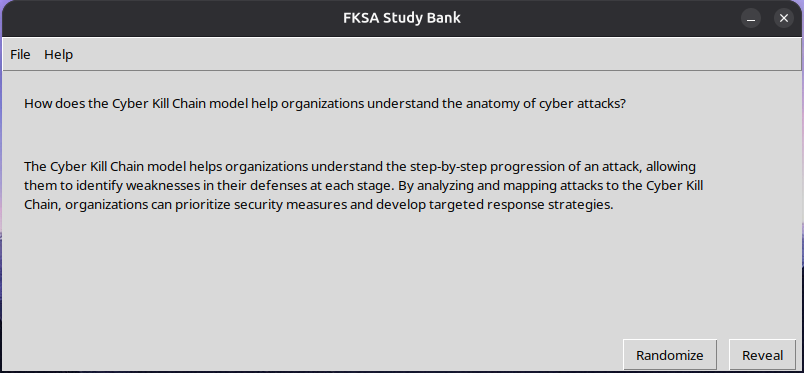 FKSA Study Bank
File Help
How does the Cyber Kill Chain model help organizations understand the anatomy of cyber attacks?
The Cyber Kill Chain model helps organizations understand the step-by-step progression of an attack, allowing
them to identify weaknesses in their defenses at each stage. By analyzing and mapping attacks to the Cyber Kill
Chain, organizations can prioritize security measures and develop targeted response strategies.
Randomize Reveal